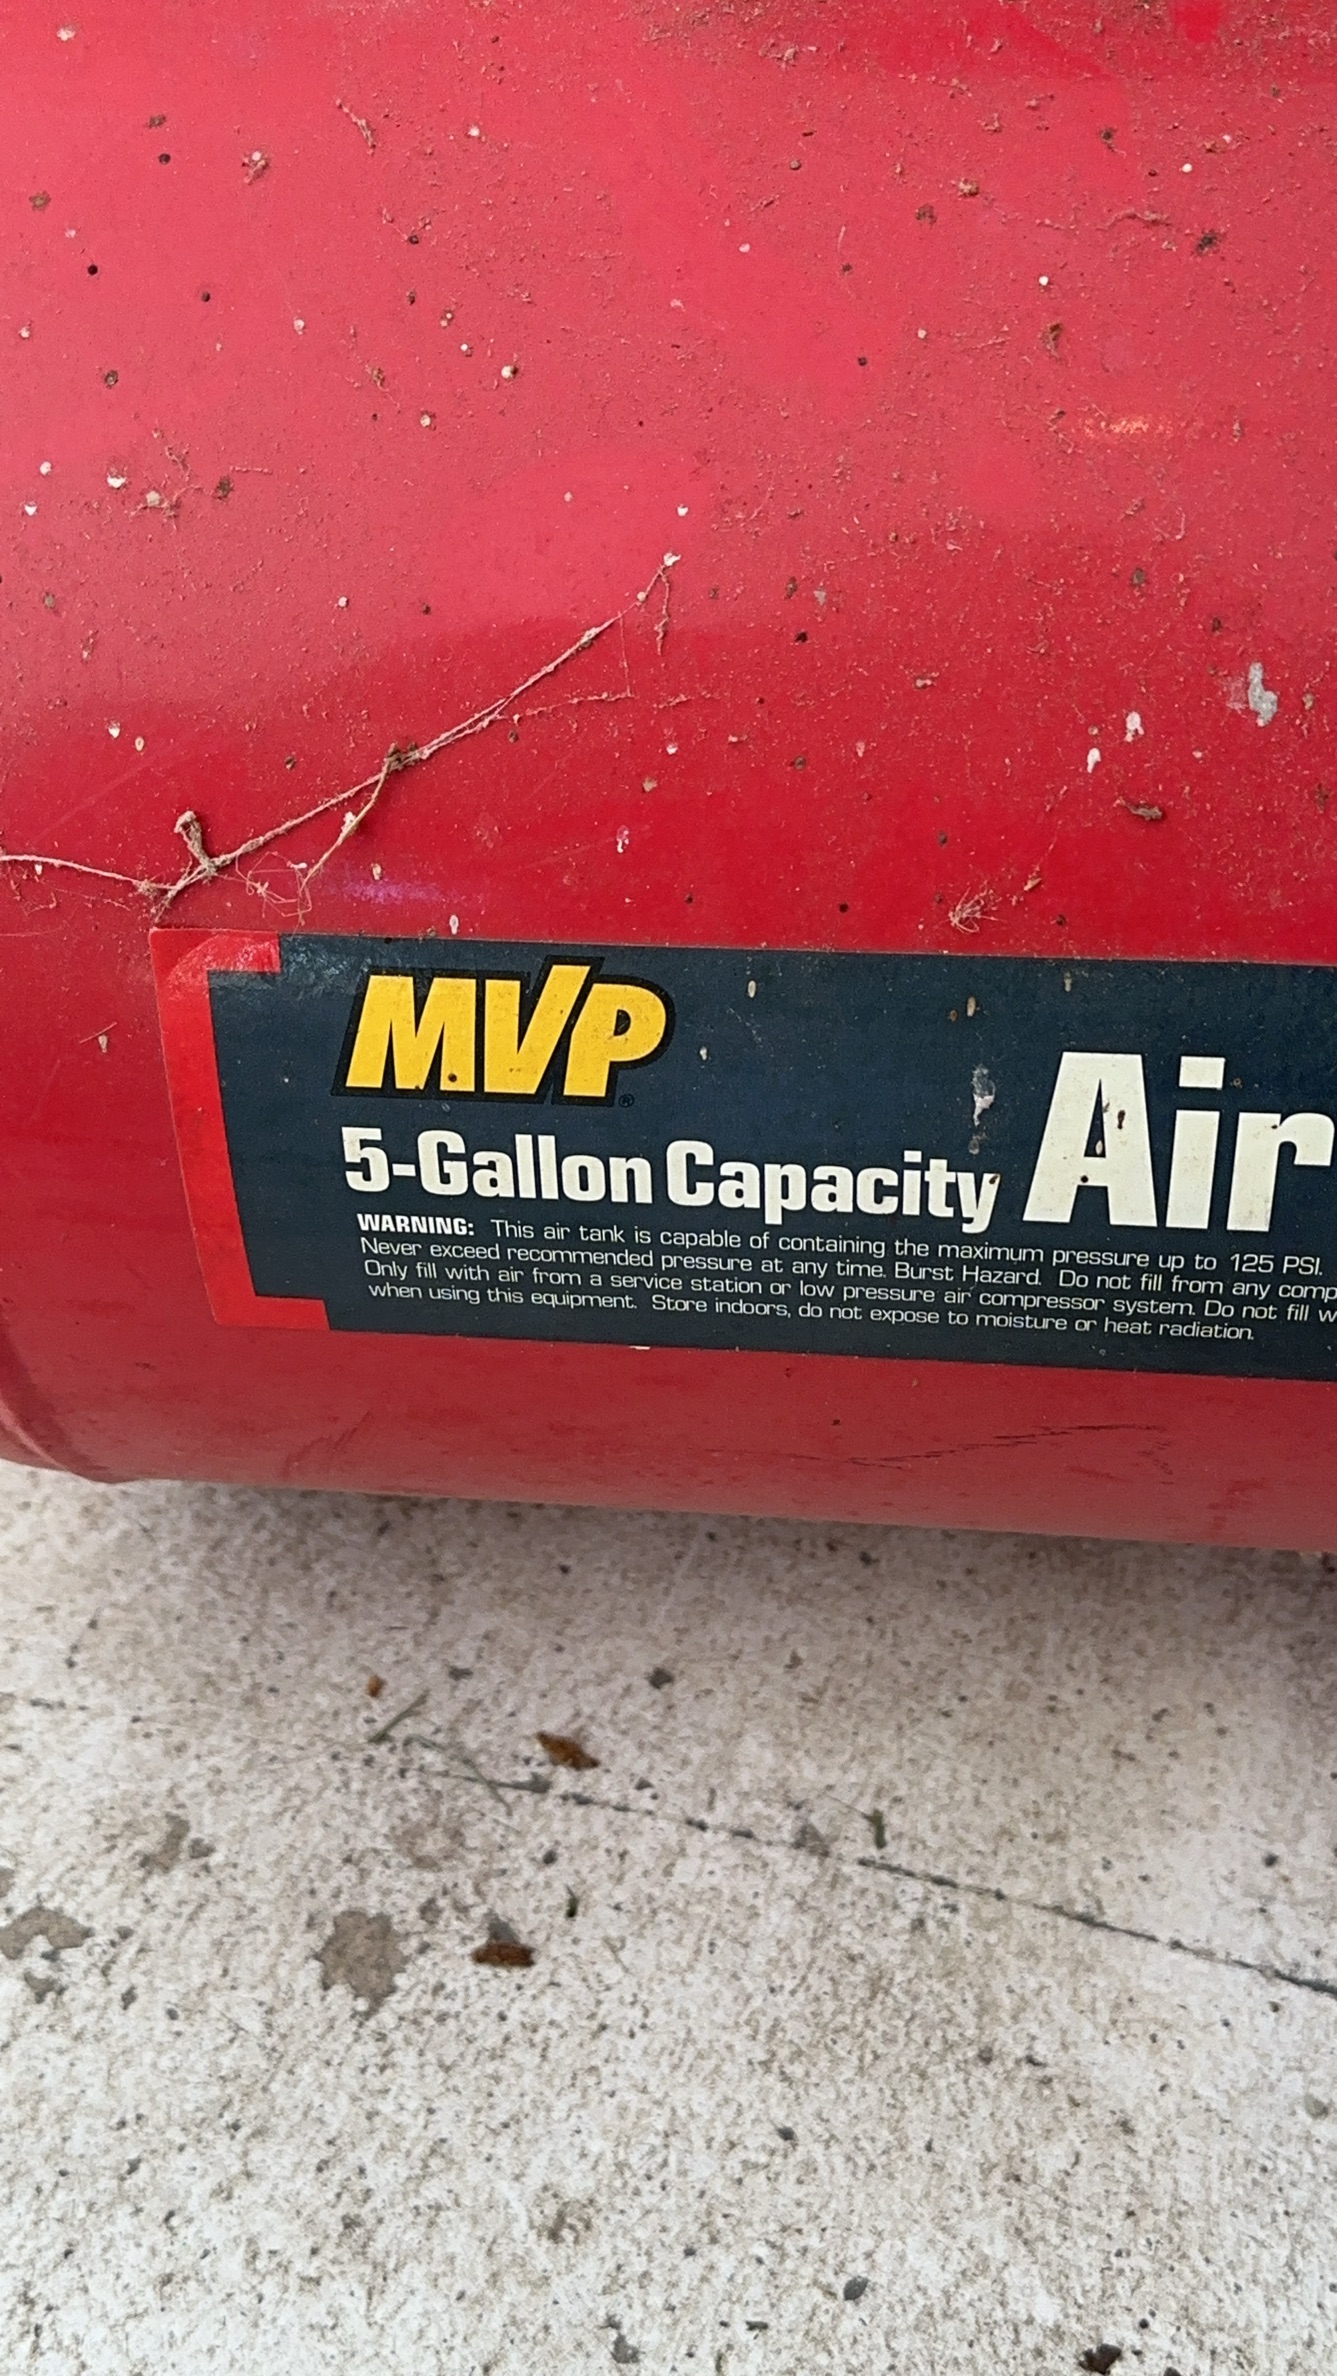 MVP®
5-Gallon Capacity Air
WARNING: This air tank is capable of containing the maximum pressure up to 125 PSI.
Never exceed recommended pressure at any time. Burst Hazard. Do not fill from any comp
Only fill with air from a service station or low pressure air compressor system. Do not fill w
when using this equipment. Store indoors, do not expose to moisture or heat radiation.